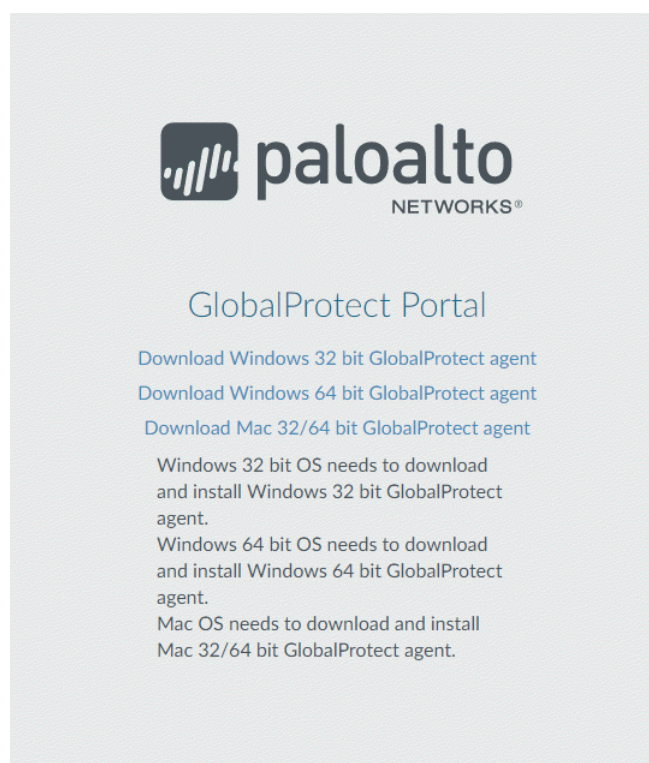 paloalto
NETWORKS®
GlobalProtect Portal
Download Windows 32 bit GlobalProtect agent
Download Windows 64 bit GlobalProtect agent
Download Mac 32/64 bit GlobalProtect agent
Windows 32 bit OS needs to download
and install Windows 32 bit GlobalProtect
agent.
Windows 64 bit OS needs to download
and install Windows 64 bit GlobalProtect
agent.
Mac OS needs to download and install
Mac 32/64 bit GlobalProtect agent.